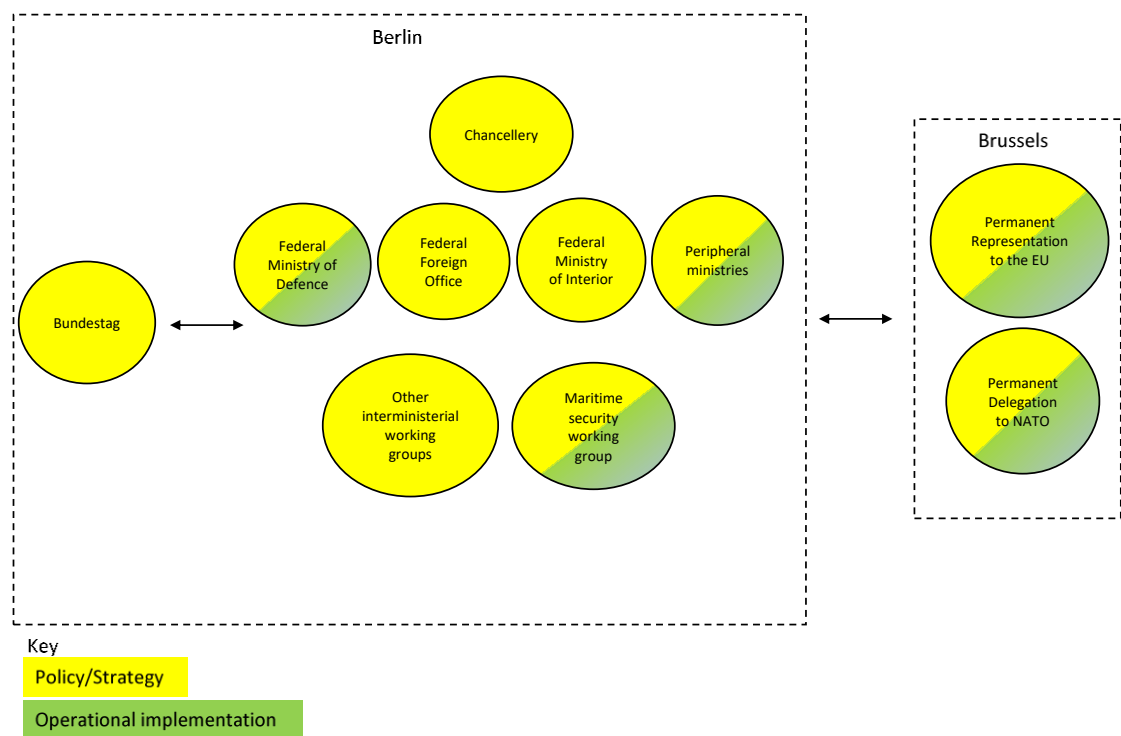 Berlin
Chancellery
Federal
Ministry of
Defence
Federal
Foreign
Office
Federal
Ministry
of Interior
Peripheral
ministries
Bundestag
Other
interministerial
working
groups
Maritime
security
working
group
Brussels
Permanent
Representation
to the EU
Permanent
Delegation
to NATO
Key
Policy/Strategy
Operational implementation